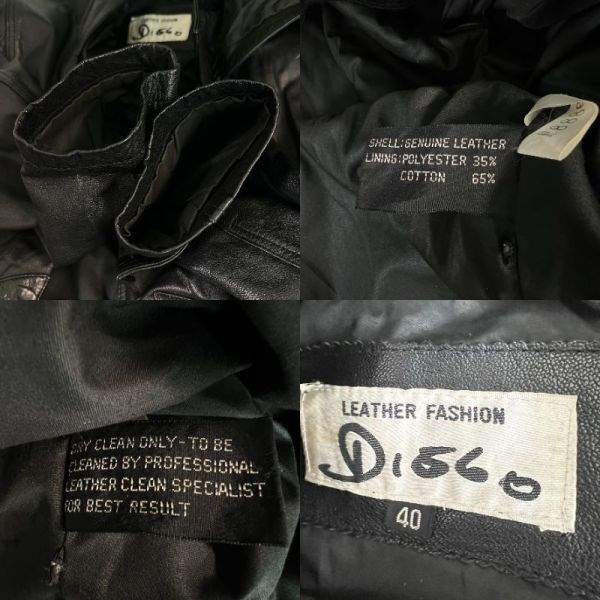 LEATHER FASHION
Diego
SHELL:GENUINE LEATHER
LINING:POLYESTER 35%
COTTON 65%
DRY CLEAN ONLY-TO BE
CLEANED BY PROFESSIONAL
LEATHER CLEAN SPECIALIST
FOR BEST RESULT
LEATHER FASHION
Diego
40